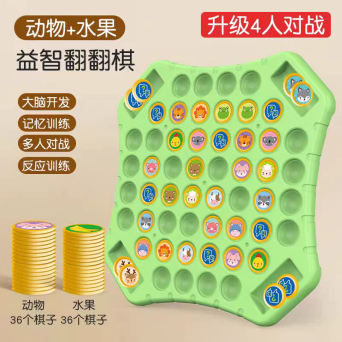 动物+水果
升级4人对战
益智翻翻棋
大脑开发
记忆训练
多人对战
反应训练
动物
36个棋子
水果
36个棋子